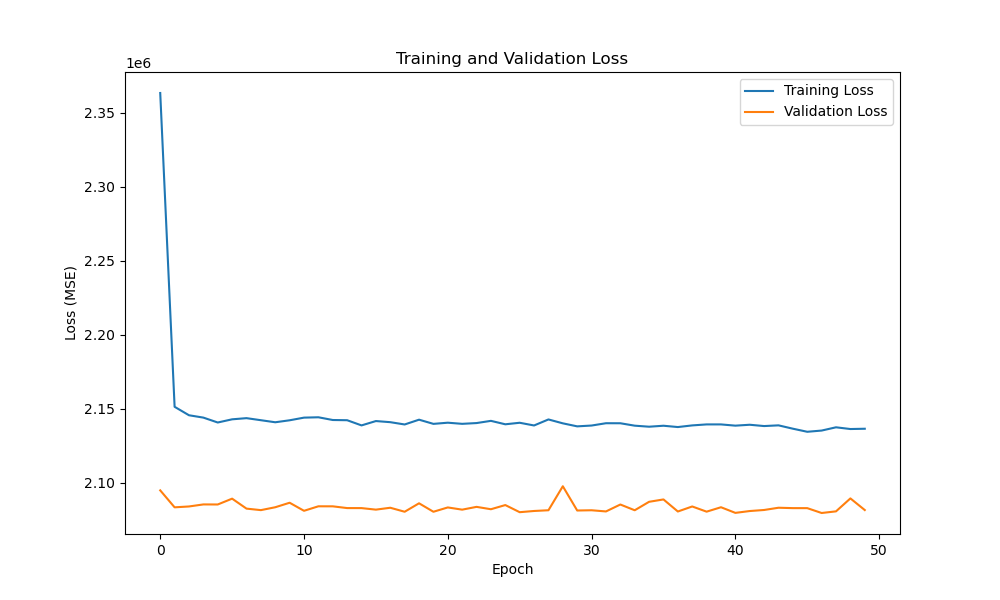 Training and Validation Loss
1e6
Training Loss
Validation Loss
2.35
2.30
2.25
2.20
2.15
2.10
Loss (MSE)
0 10 20 30 40 50
Epoch